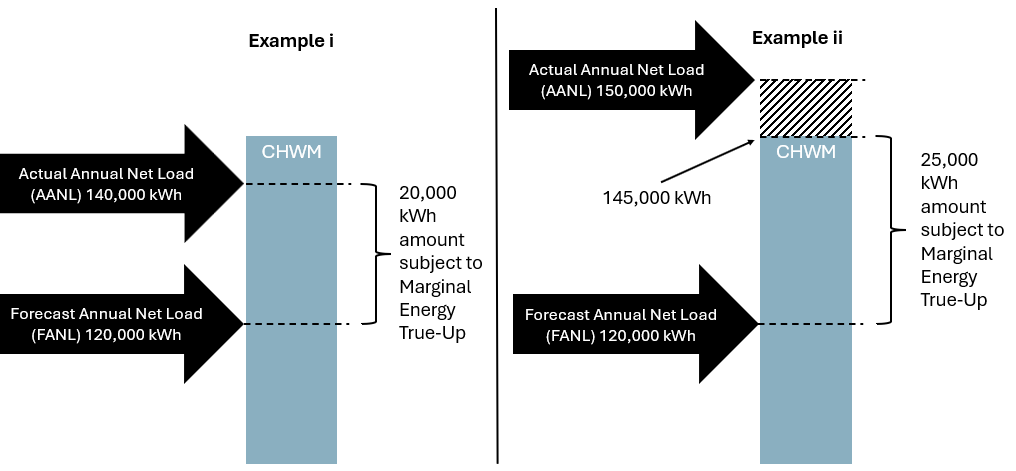 Example i
CHWM
Actual Annual Net Load
(AANL) 140,000 kWh
20,000
kWh
amount
subject to
Marginal
Energy
True-Up
Forecast Annual Net Load
(FANL) 120,000 kWh
Example ii
Actual Annual Net Load
(AANL) 150,000 kWh
CHWM
145,000 kWh
25,000
kWh
amount
subject to
Marginal
Energy
True-Up
Forecast Annual Net Load
(FANL) 120,000 kWh